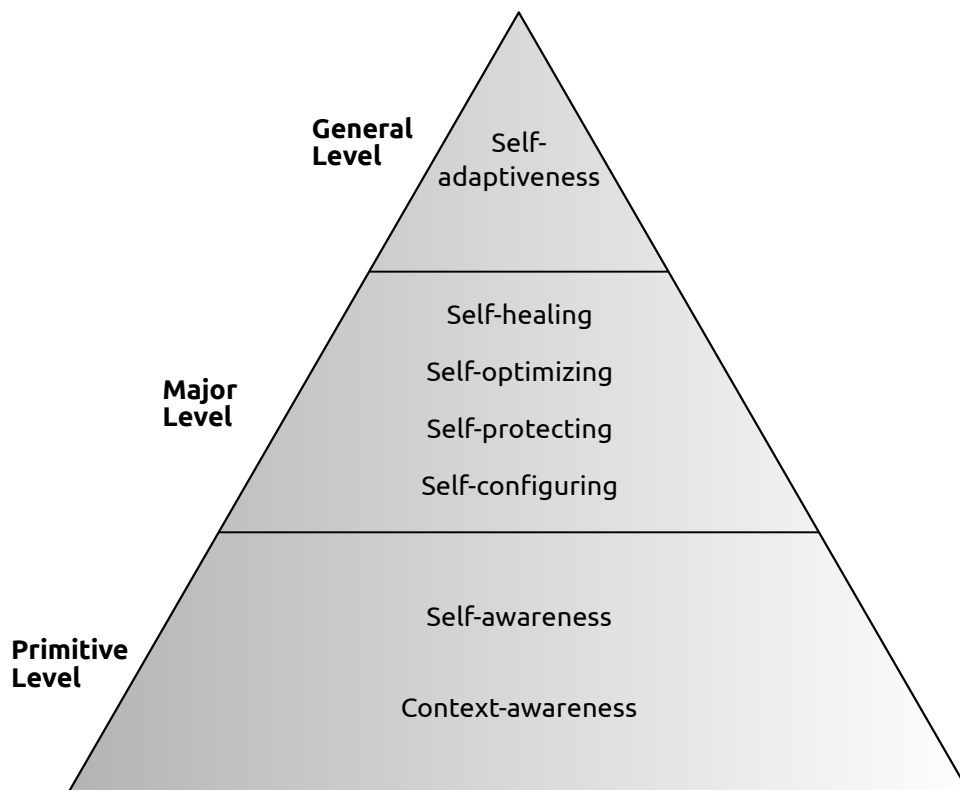 General
Level
Self-
adaptiveness
Self-healing
Self-optimizing
Major
Level
Self-protecting
Self-configuring
Self-awareness
Primitive
Level
Context-awareness